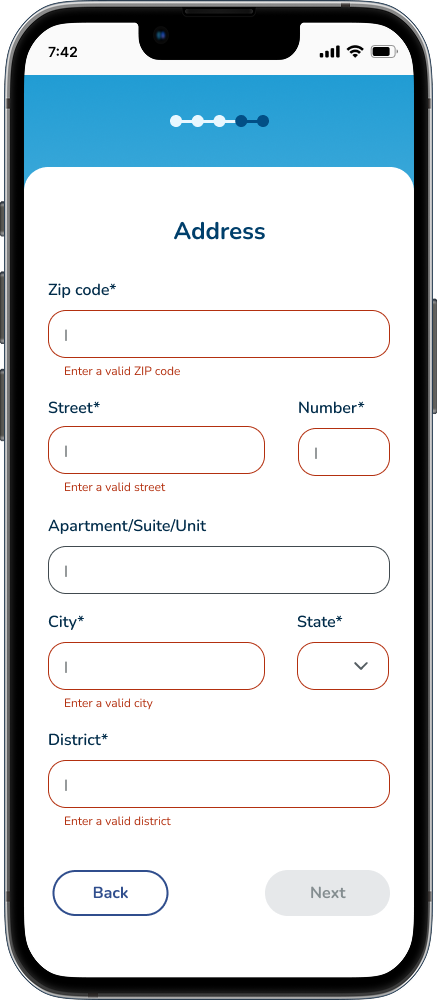 7:42
Address
Zip code*
Enter a valid ZIP code
Street* Number*
Enter a valid street
Apartment/Suite/Unit
City* State*
Enter a valid city
District*
Enter a valid district
Back Next